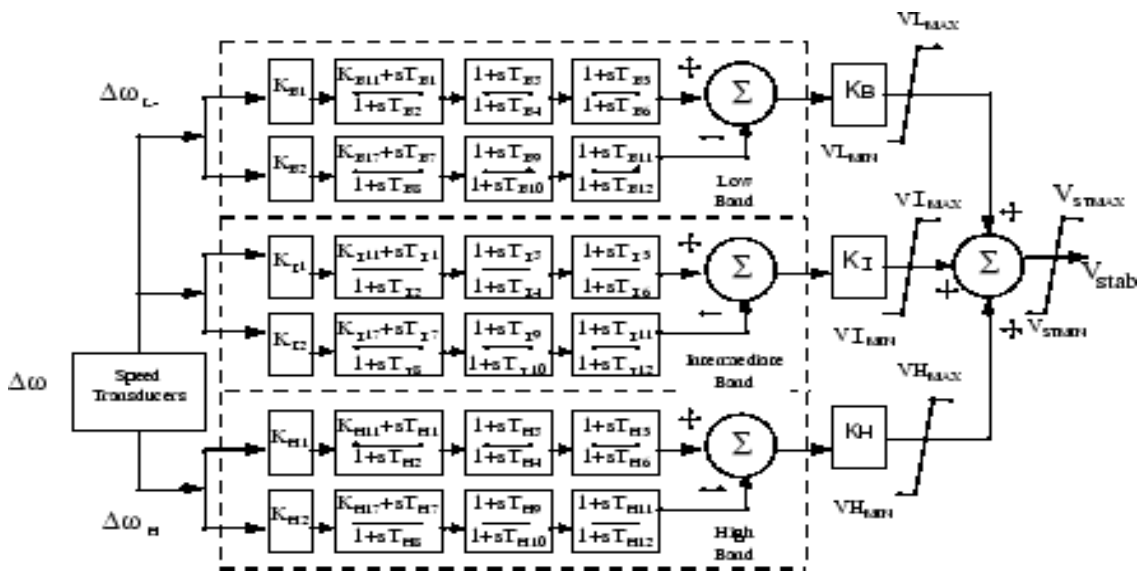 VL_MAX
K_B1
K_B11+sT_B1
1+sT_B2
1+sT_B3
1+sT_B4
1+sT_B5
1+sT_B6
+
Σ
K_B
Δω_L-
VL_MIN
K_B2
K_B17+sT_B7
1+sT_B8
1+sT_B9
1+sT_B10
1+sT_B11
1+sT_B12
Low
Band
VI_MAX
V_STMAX
K_I1
K_I11+sT_I1
1+sT_I2
1+sT_I3
1+sT_I4
1+sT_I5
1+sT_I6
+
Σ
K_I
+
+
Σ
+
V_stab
V_STMIN
VI_MIN
K_I2
K_I17+sT_I7
1+sT_I8
1+sT_I9
1+sT_I10
1+sT_I11
1+sT_I12
Intermediate
Band
Δω
Speed
Transducers
VH_MAX
K_H1
K_H11+sT_H1
1+sT_H2
1+sT_H3
1+sT_H4
1+sT_H5
1+sT_H6
+
Σ
K_H
VH_MIN
Δω_H
K_H2
K_H17+sT_H7
1+sT_H8
1+sT_H9
1+sT_H10
1+sT_H11
1+sT_H12
High
Band